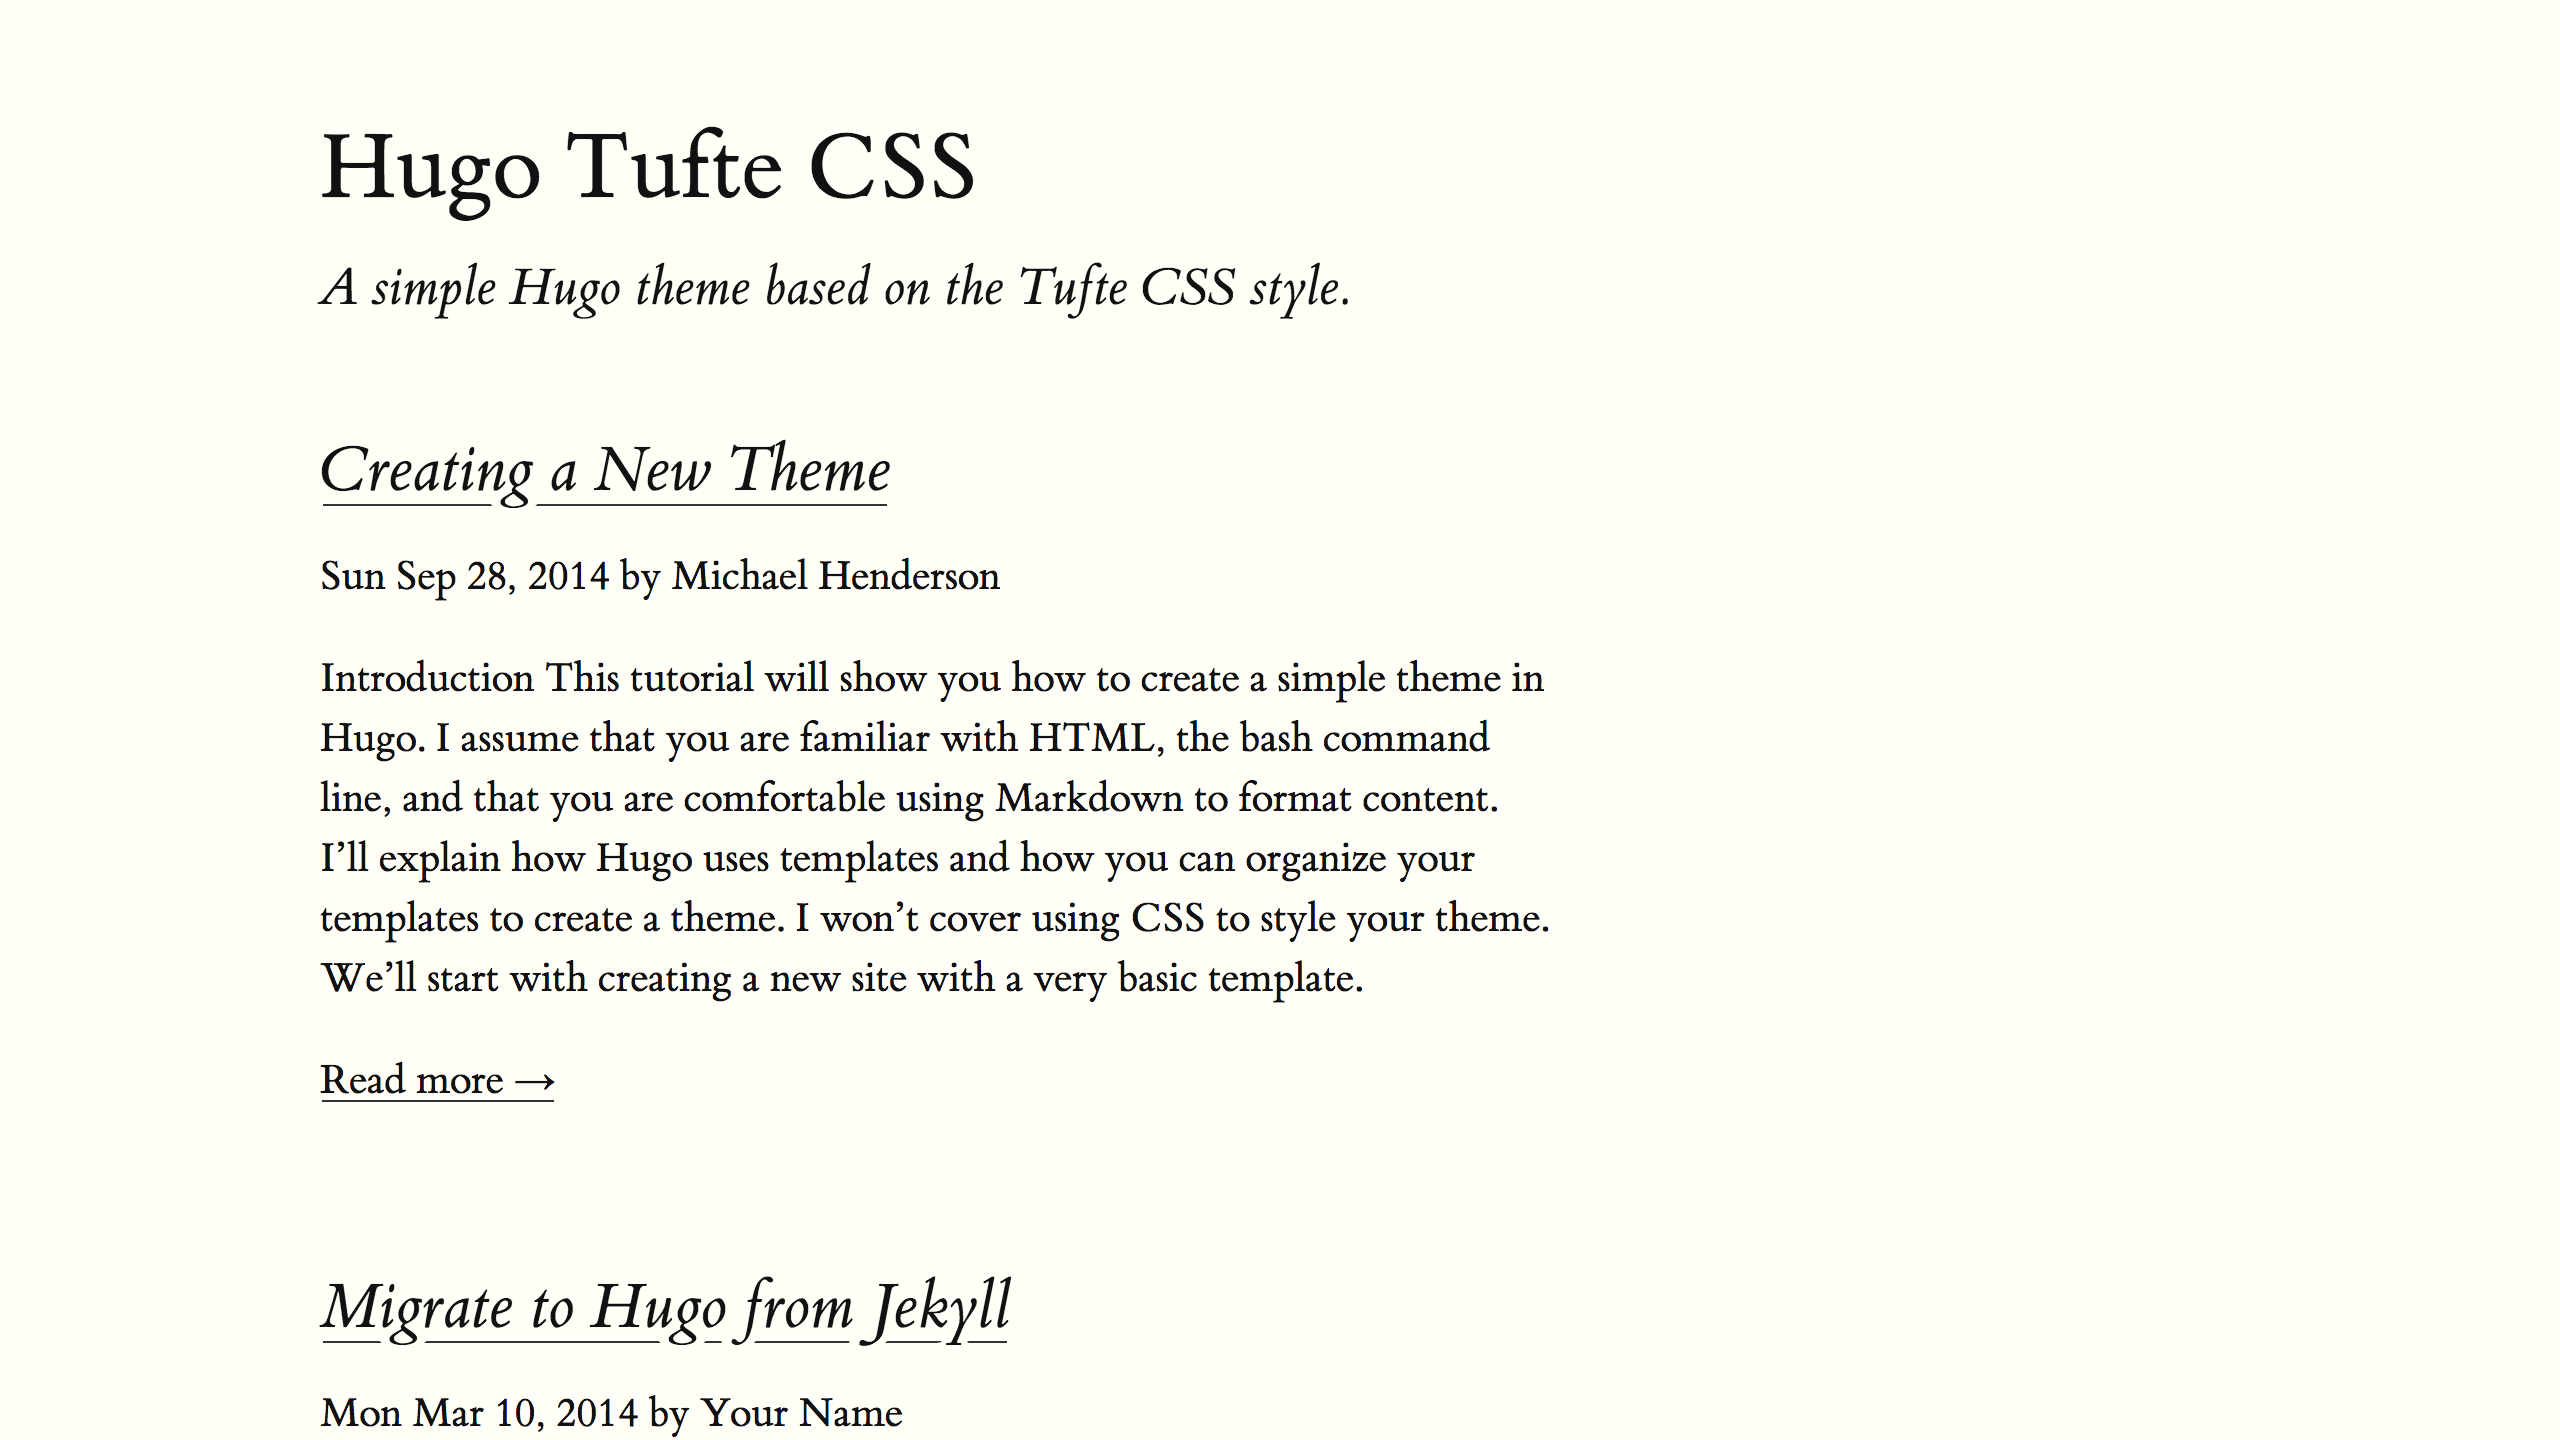 Hugo Tufte CSS
A simple Hugo theme based on the Tufte CSS style.
Creating a New Theme
Sun Sep 28, 2014 by Michael Henderson
Introduction This tutorial will show you how to create a simple theme in
Hugo. I assume that you are familiar with HTML, the bash command
line, and that you are comfortable using Markdown to format content.
I’ll explain how Hugo uses templates and how you can organize your
templates to create a theme. I won’t cover using CSS to style your theme.
We’ll start with creating a new site with a very basic template.
Read more →
Migrate to Hugo from Jekyll
Mon Mar 10, 2014 by Your Name